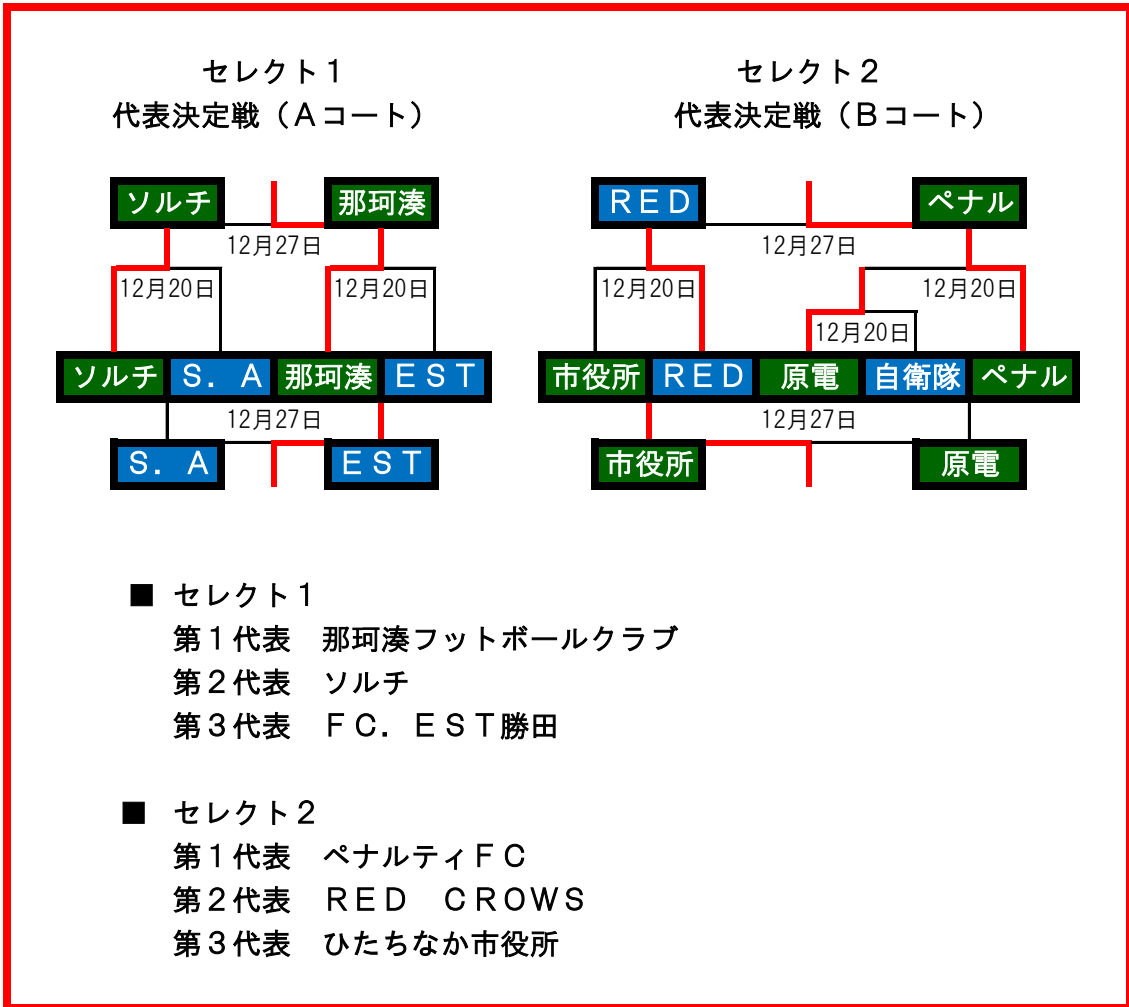 セレクト１
代表決定戦（Ａコート）
ソルチ
那珂湊
12月27日
12月20日
12月20日
ソルチ
Ｓ．Ａ
那珂湊
ＥＳＴ
12月27日
Ｓ．Ａ
ＥＳＴ
セレクト２
代表決定戦（Ｂコート）
ＲＥＤ
ペナル
12月27日
12月20日
12月20日
12月20日
市役所
ＲＥＤ
原電
自衛隊
ペナル
12月27日
市役所
原電
■ セレクト１
第１代表　那珂湊フットボールクラブ
第２代表　ソルチ
第３代表　ＦＣ．ＥＳＴ勝田
■ セレクト２
第１代表　ペナルティＦＣ
第２代表　ＲＥＤ　ＣＲＯＷＳ
第３代表　ひたちなか市役所